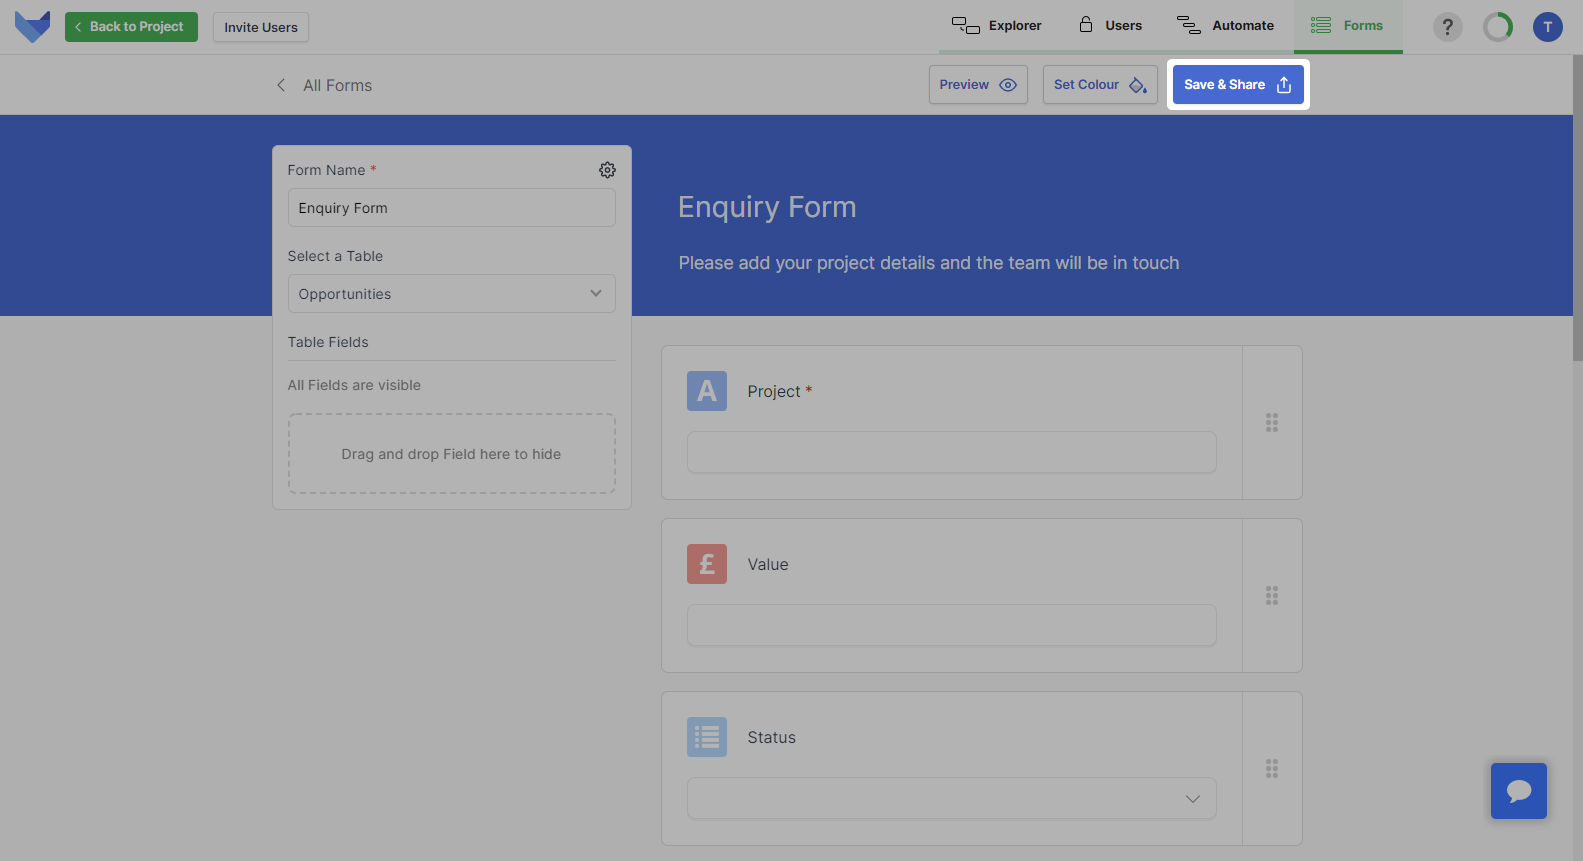 Back to Project
Invite Users
Explorer
Users
Automate
Forms
?
T
All Forms
Preview
Set Colour
Save & Share
Form Name *
Enquiry Form
Select a Table
Opportunities
Table Fields
All Fields are visible
Drag and drop Field here to hide
Enquiry Form
Please add your project details and the team will be in touch
A
Project *
£
Value
Status